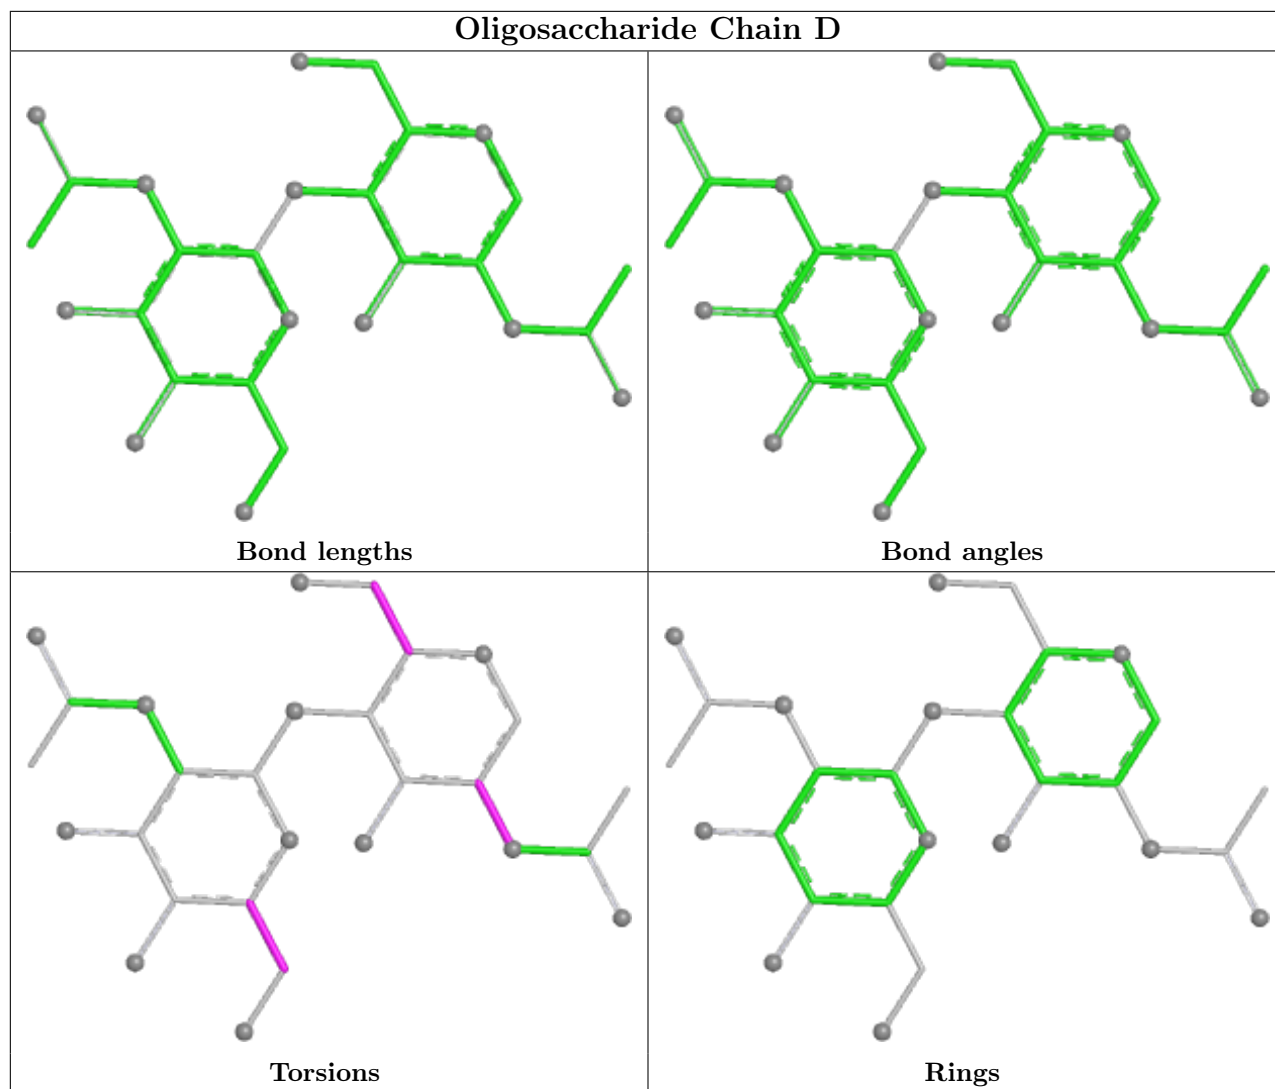 Oligosaccharide Chain D
Bond lengths
Bond angles
Torsions
Rings